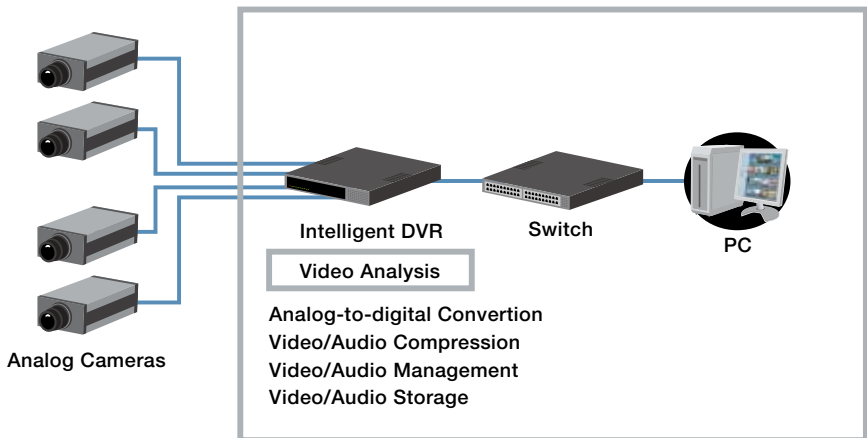 Intelligent DVR
Switch
PC
Video Analysis
Analog-to-digital Convertion
Video/Audio Compression
Video/Audio Management
Video/Audio Storage
Analog Cameras